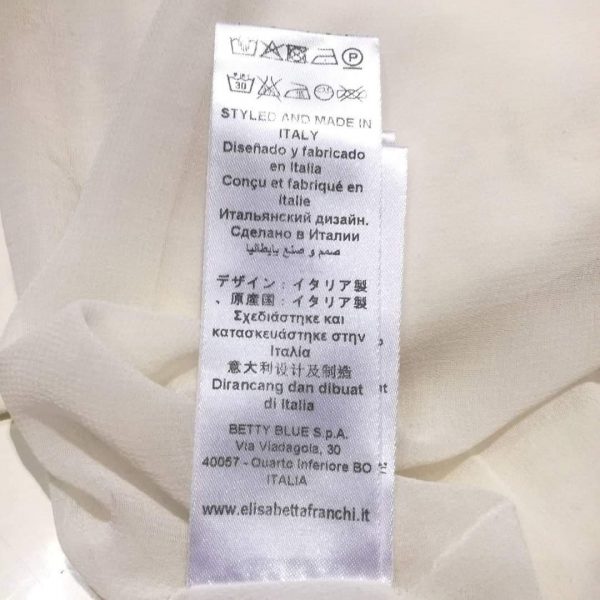 P
30
STYLED AND MADE IN
ITALY
Diseñado y fabricado
en Italia
Conçu et fabriqué en
Italie
Итальянский дизайн.
Сделано в Италии
صمم و صنع بايطاليا
デザイン：イタリア製
、原産国：イタリア製
Σχεδιάστηκε και
κατασκευάστηκε στην
Ιταλία
意大利设计及制造
Dirancang dan dibuat
di Italia
BETTY BLUE S.p.A.
Via Viadagola, 30
40057 - Quarto Inferiore BO
ITALIA
www.elisabettafranchi.it